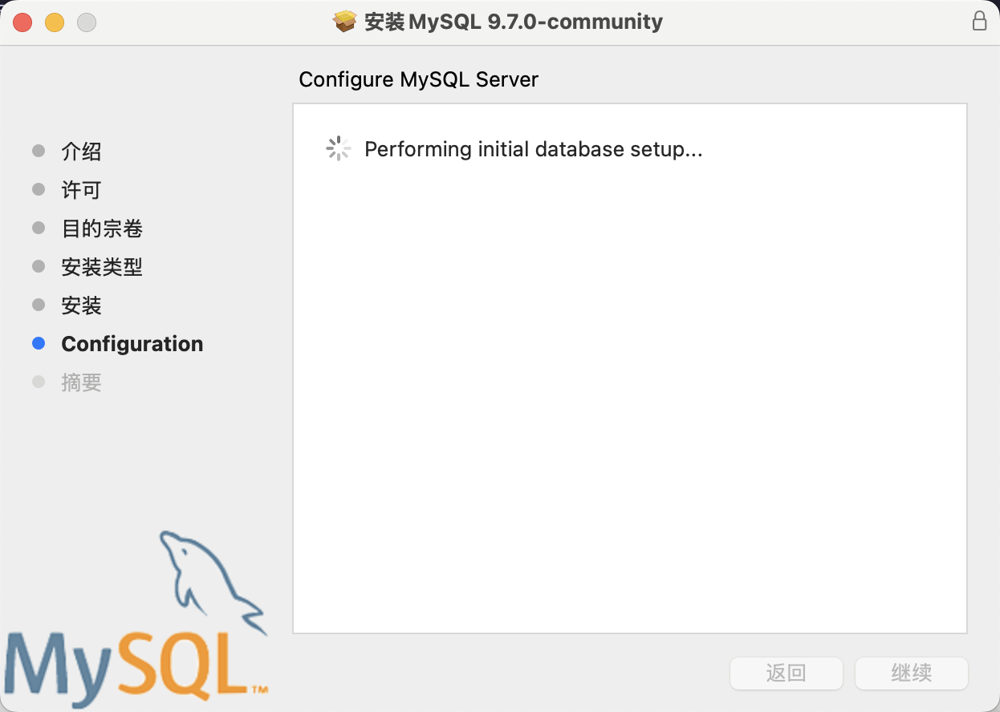 安装 MySQL 9.7.0-community
Configure MySQL Server
Performing initial database setup...
介绍
许可
目的宗卷
安装类型
安装
Configuration
摘要
MySQL™
返回
继续